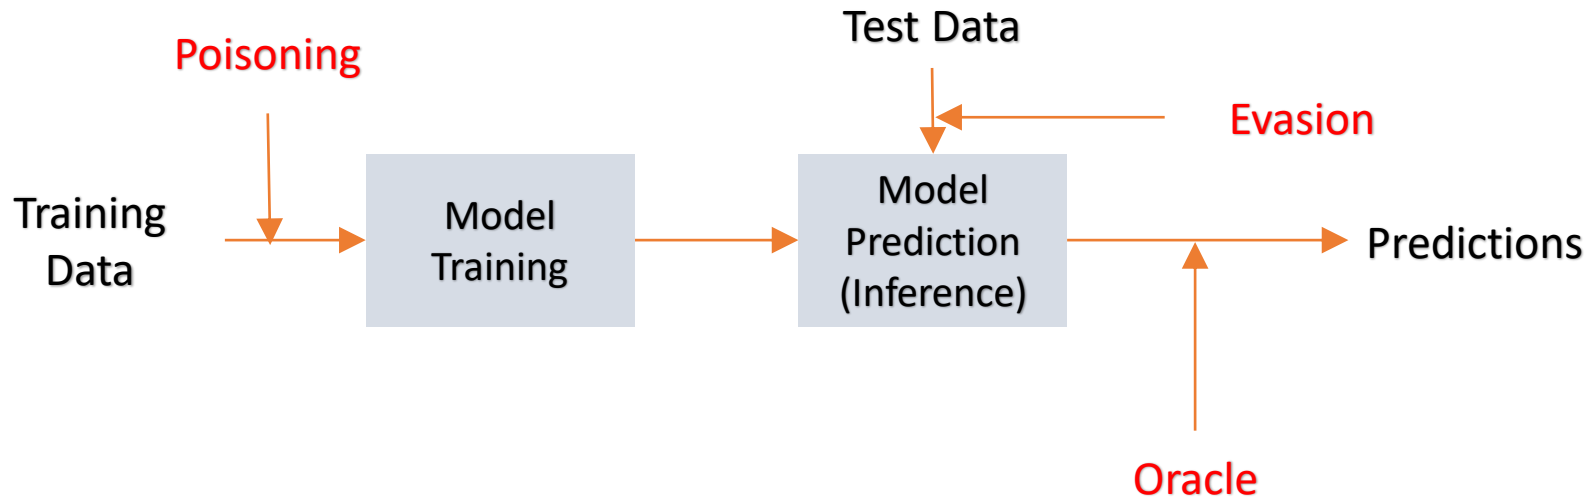 Test Data
Poisoning
Evasion
Training
Data
Model
Training
Model
Prediction
(Inference)
Predictions
Oracle